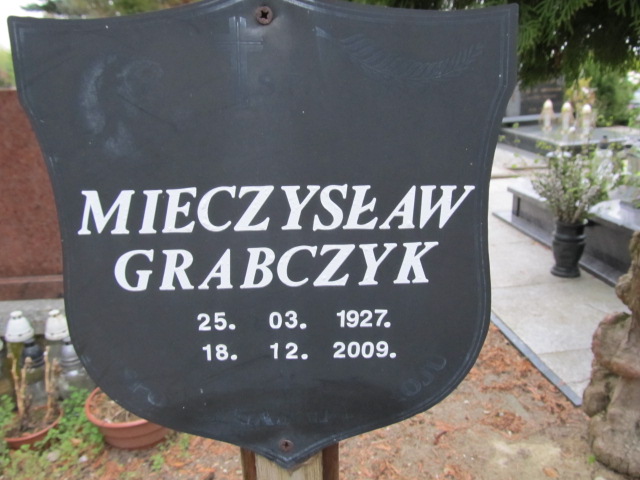 MIECZYSŁAW
GRABCZYK
25. 03. 1927.
18. 12. 2009.